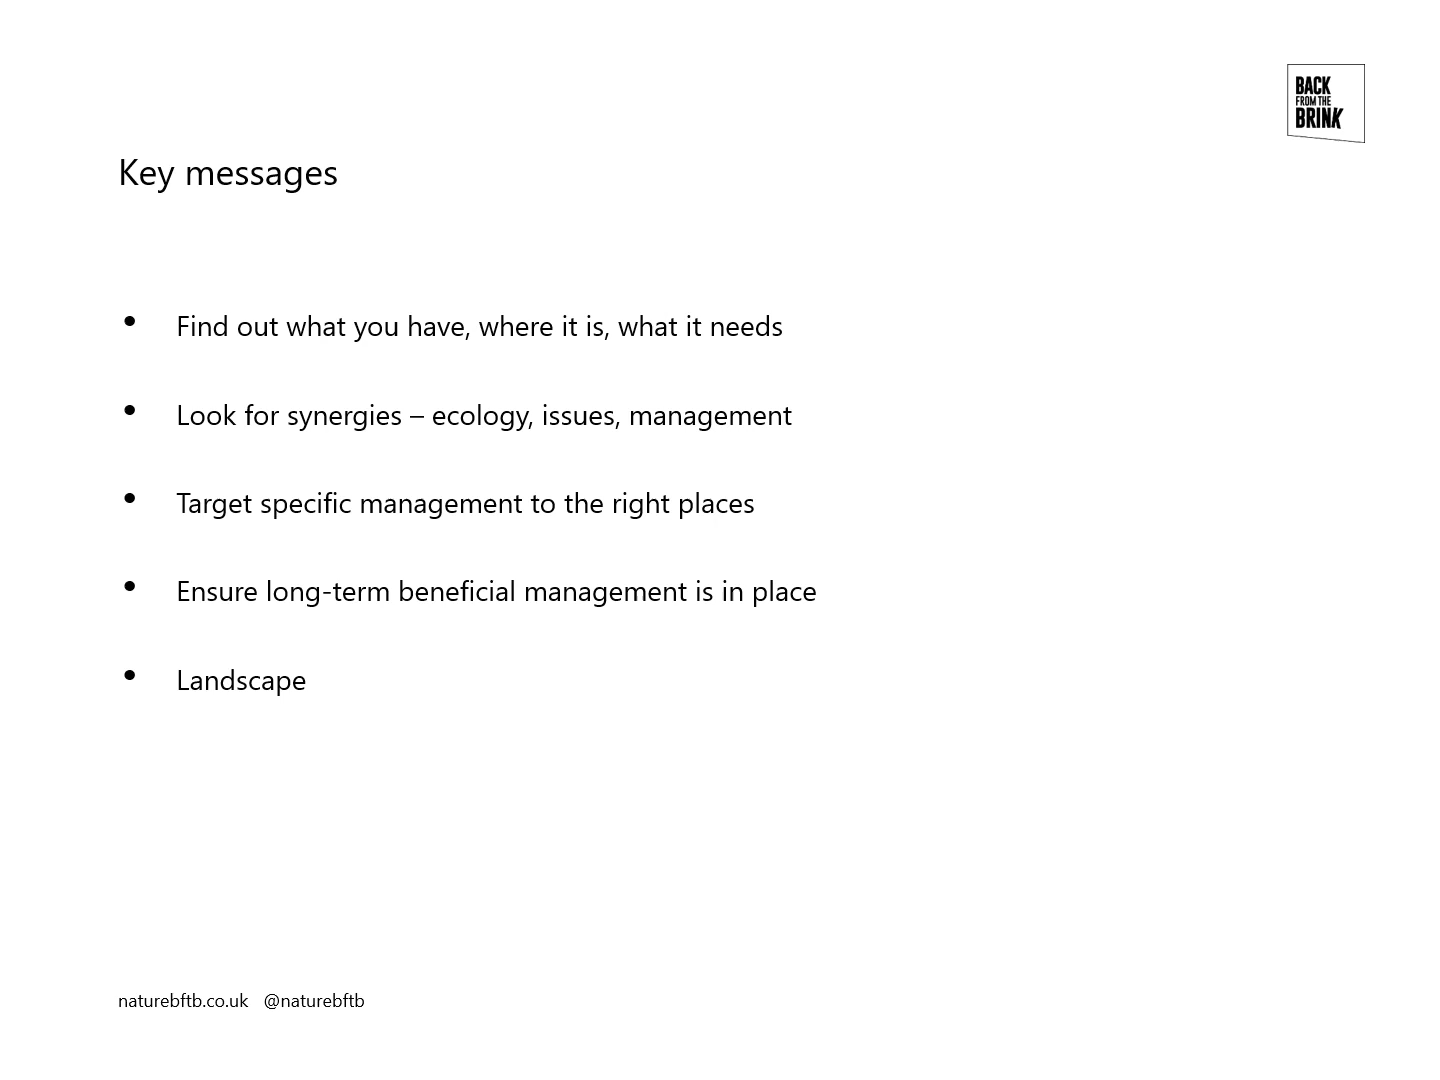 BACK
FROM THE
BRINK
Key messages
• Find out what you have, where it is, what it needs
• Look for synergies – ecology, issues, management
• Target specific management to the right places
• Ensure long-term beneficial management is in place
• Landscape
naturebftb.co.uk @naturebftb